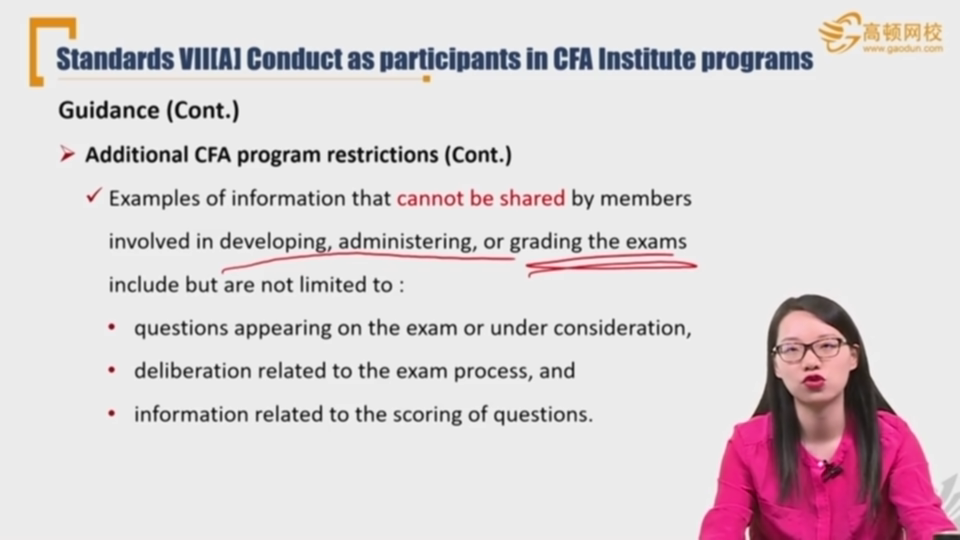 高顿网校
www.gaodun.com
Standards VII[A] Conduct as participants in CFA Institute programs
Guidance (Cont.)
Additional CFA program restrictions (Cont.)
Examples of information that cannot be shared by members
involved in developing, administering, or grading the exams
include but are not limited to :
questions appearing on the exam or under consideration,
deliberation related to the exam process, and
information related to the scoring of questions.